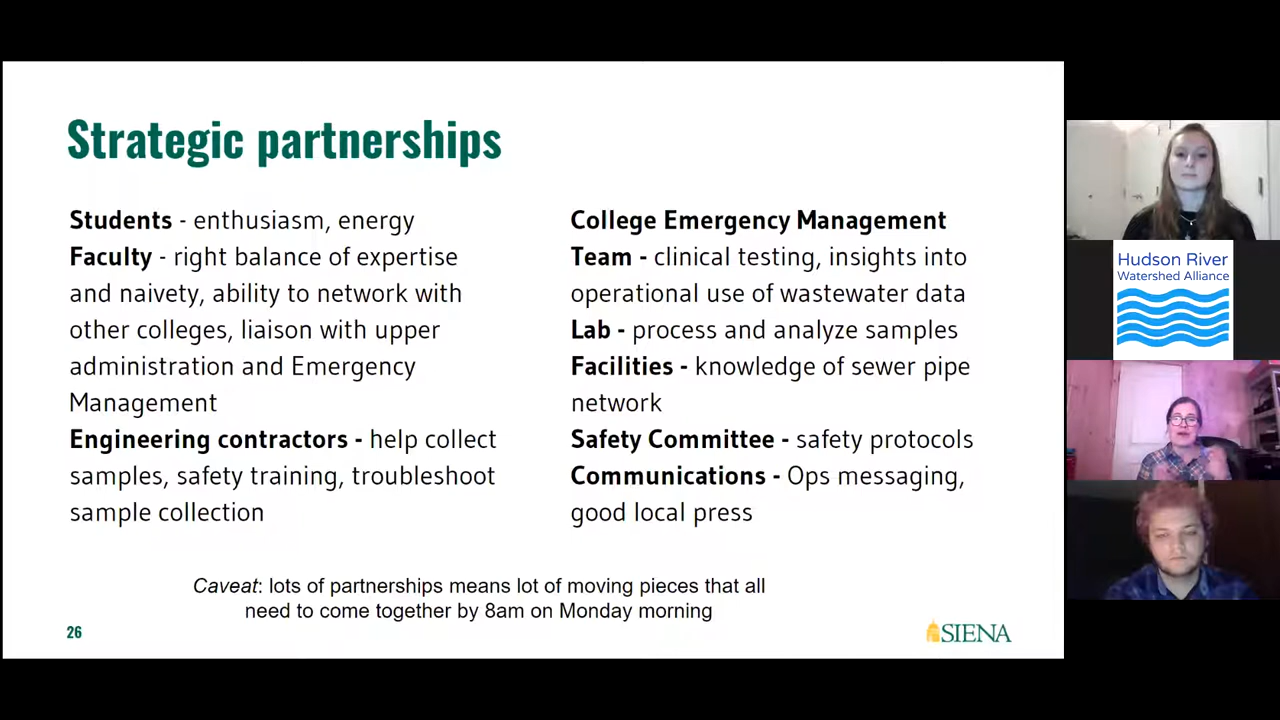 Strategic partnerships
Students - enthusiasm, energy
Faculty - right balance of expertise
and naivety, ability to network with
other colleges, liaison with upper
administration and Emergency
Management
Engineering contractors - help collect
samples, safety training, troubleshoot
sample collection
College Emergency Management
Team - clinical testing, insights into
operational use of wastewater data
Lab - process and analyze samples
Facilities - knowledge of sewer pipe
network
Safety Committee - safety protocols
Communications - Ops messaging,
good local press
Caveat: lots of partnerships means lot of moving pieces that all
need to come together by 8am on Monday morning
26
SIENA
Hudson River
Watershed Alliance